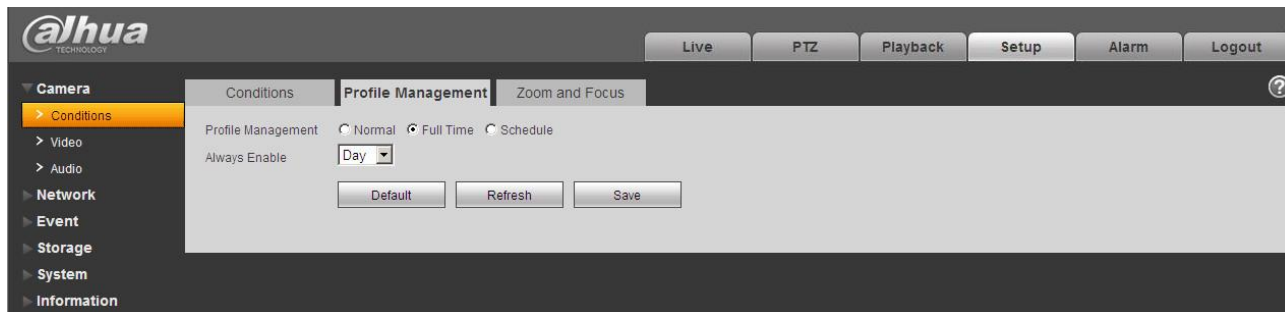 alhua
TECHNOLOGY
Live PTZ Playback Setup Alarm Logout
Camera
> Conditions
> Video
> Audio
Network
Event
Storage
System
Information
Conditions Profile Management Zoom and Focus
?
Profile Management Normal Full Time Schedule
Always Enable Day
Default Refresh Save